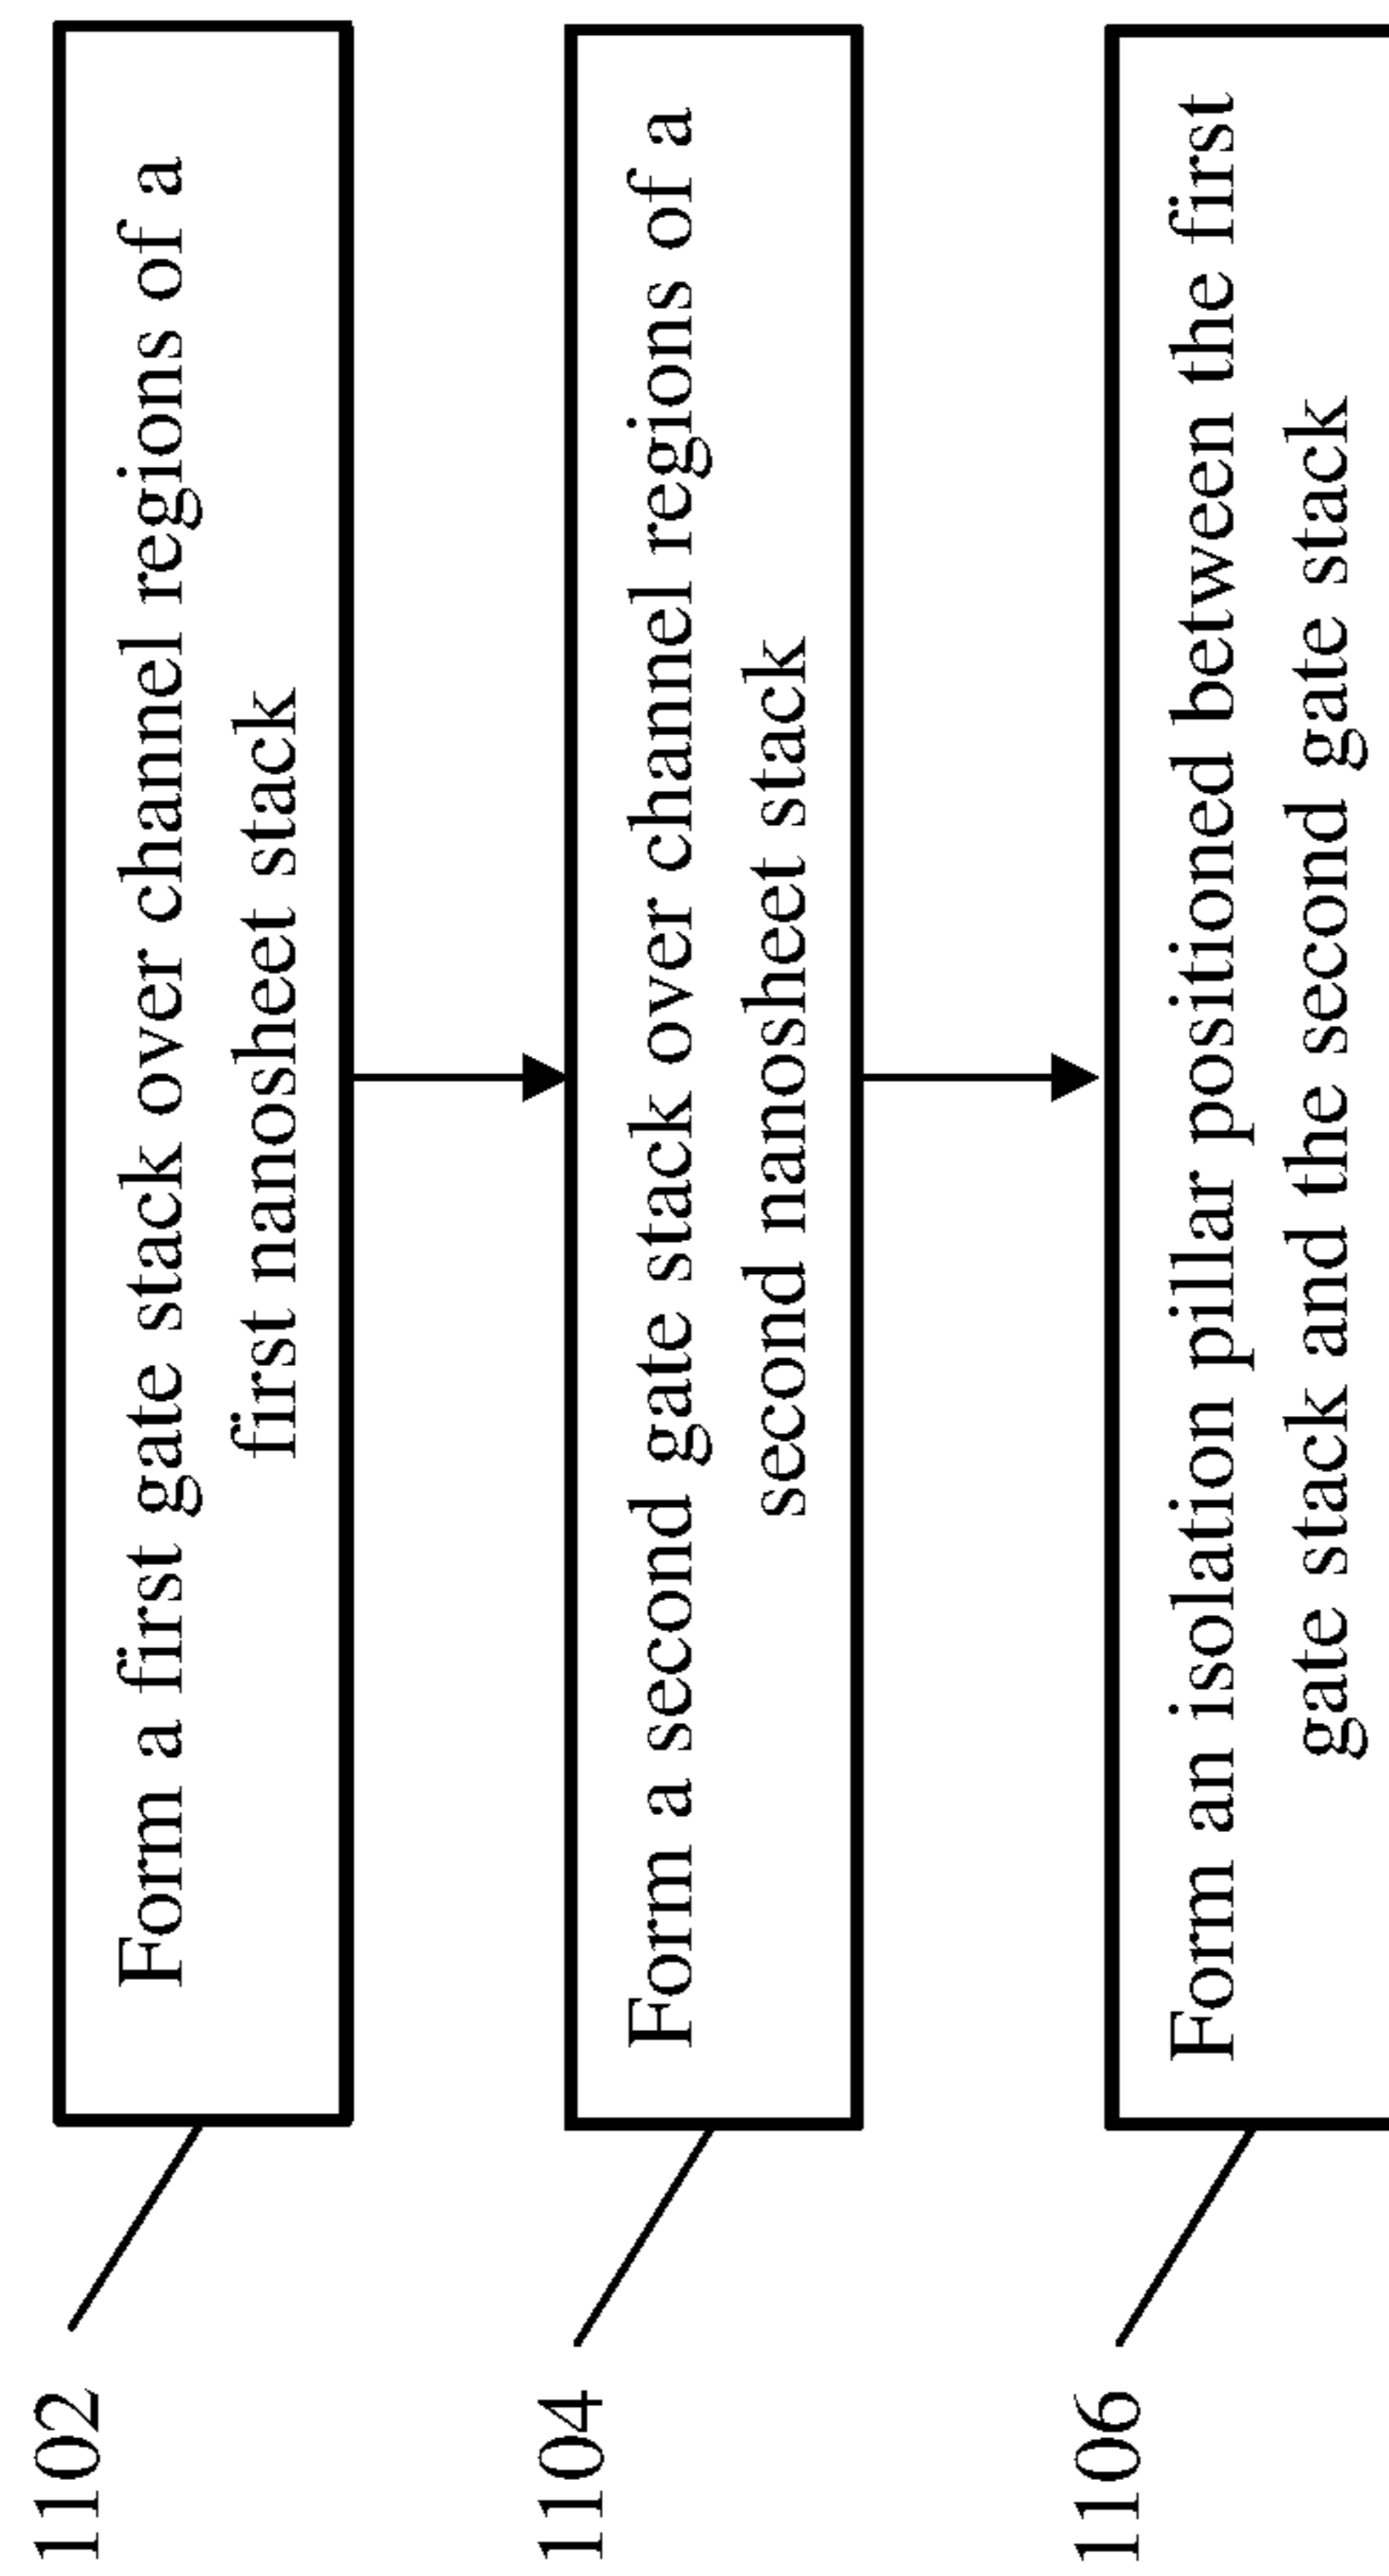 1102
Form a first gate stack over channel regions of a
first nanosheet stack
1104
Form a second gate stack over channel regions of a
second nanosheet stack
1106
Form an isolation pillar positioned between the first
gate stack and the second gate stack